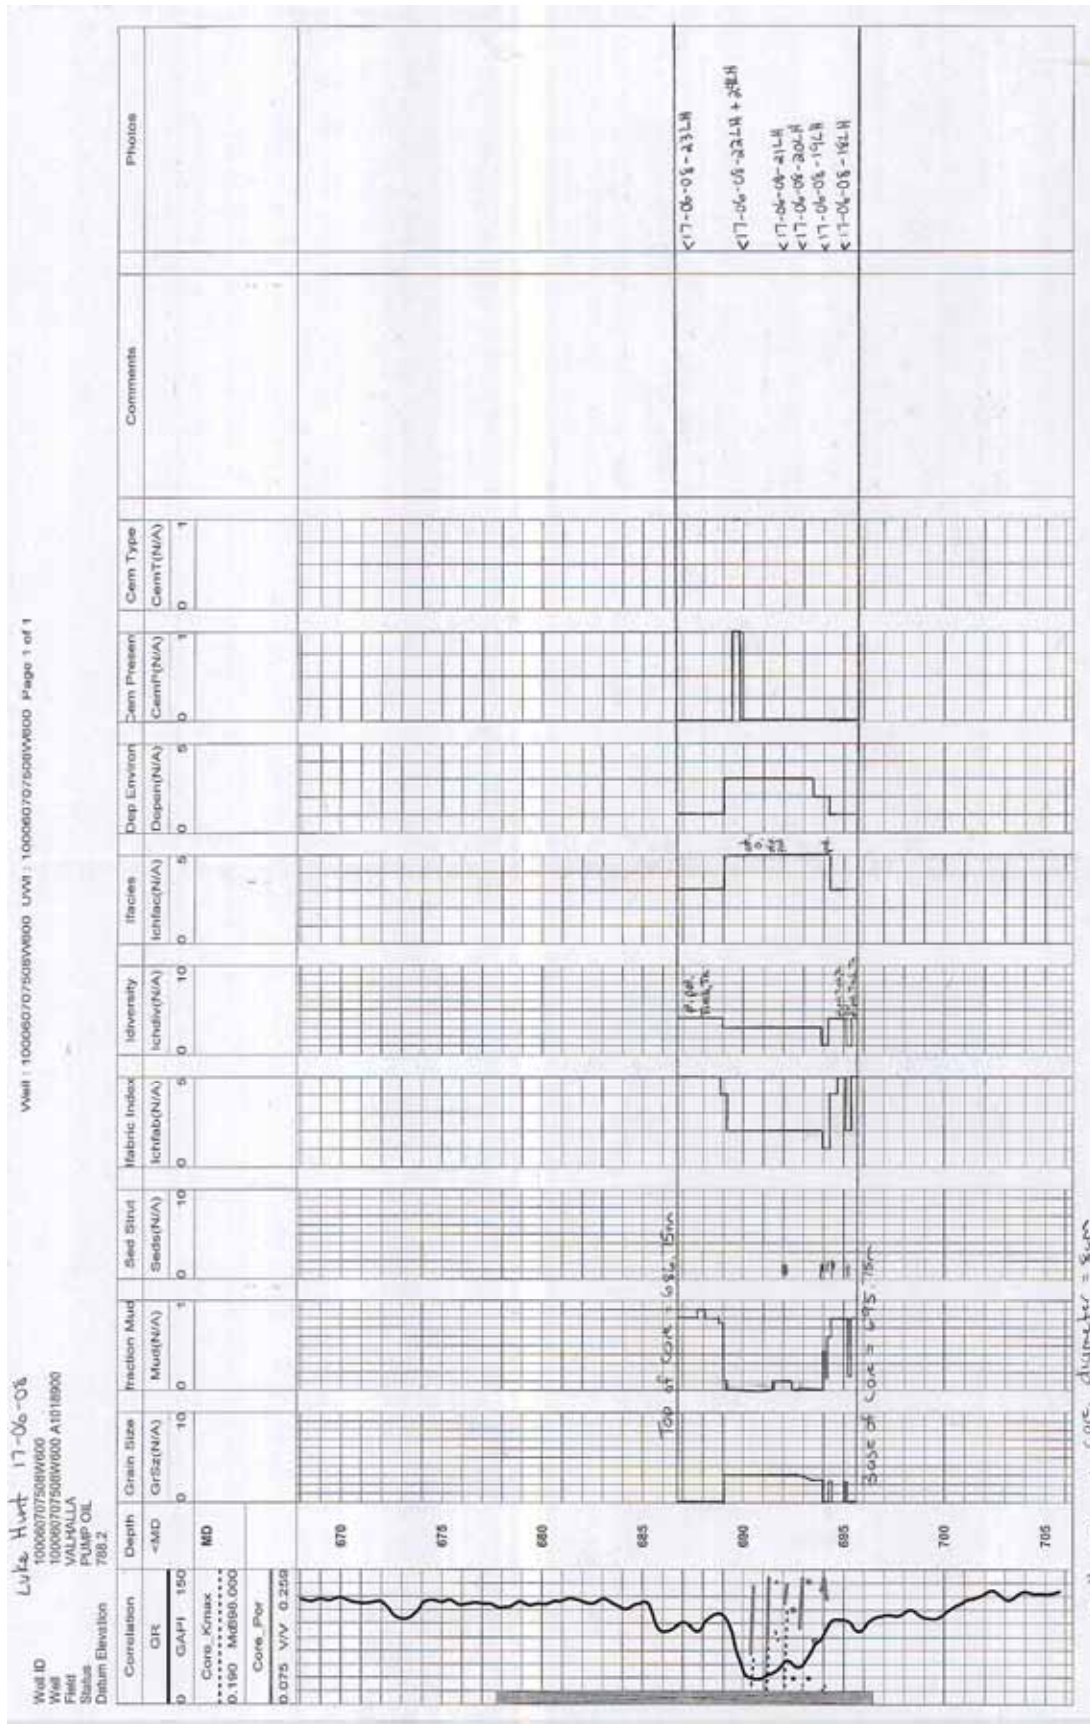 Well : 100060707508W600 UWI : 100060707508W600 Page 1 of 1
Luke Hunt 17-06-08
Well ID 100060707508W600
Well 100060707508W600 A1018900
Field VALHALLA
Status PUMP OIL
Datum Elevation 788.2
Correlation Depth Grain Size fraction Mud Sed Strut Ifabric Index Idiversity Ifacies Dep Environ Cem Presen Cem Type Comments Photos
GR <MD GrSz(N/A) Mud(N/A) Seds(N/A) Ichfab(N/A) Ichdiv(N/A) Ichfac(N/A) Depen(N/A) CemP(N/A) CemT(N/A)
0 GAPI 150 0 10 0 1 0 10 0 5 0 10 0 5 0 5 0 1 0 1
Core_Kmax MD
0.190 Md898.000
Core_Por
0.075 V/V 0.259
670
675
680
685
Top of Core = 686.75m
<17-06-08-23LH
690
<17-06-08-22LH + 24LH
<17-06-08-21LH
<17-06-08-20LH
<17-06-08-19LH
695
<17-06-08-18LH
Base of Core = 695.75m
700
705
core diameter = 8cm